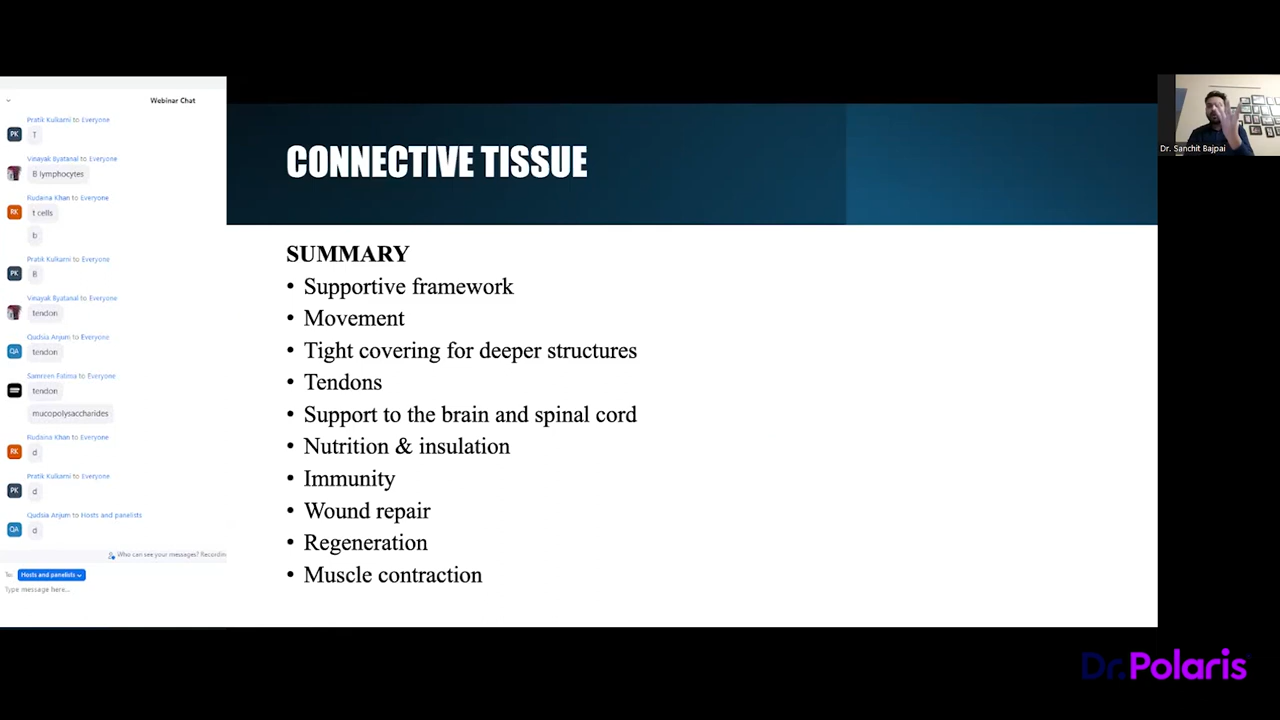 Webinar Chat
Pratik Kulkarni to Everyone
PK
T
Vinayak Byatanal to Everyone
B lymphocytes
Rudaina Khan to Everyone
RK
t cells
b
Pratik Kulkarni to Everyone
PK
B
Vinayak Byatanal to Everyone
tendon
Qudsia Anjum to Everyone
QA
tendon
Samreen Fatima to Everyone
tendon
mucopolysaccharides
Rudaina Khan to Everyone
RK
d
Pratik Kulkarni to Everyone
PK
d
Qudsia Anjum to Hosts and panelists
QA
d
Who can see your messages? Recordin
To:
Hosts and panelists
Type message here...
CONNECTIVE TISSUE
SUMMARY
• Supportive framework
• Movement
• Tight covering for deeper structures
• Tendons
• Support to the brain and spinal cord
• Nutrition & insulation
• Immunity
• Wound repair
• Regeneration
• Muscle contraction
Dr. Sanchit Bajpai
Dr.Polaris